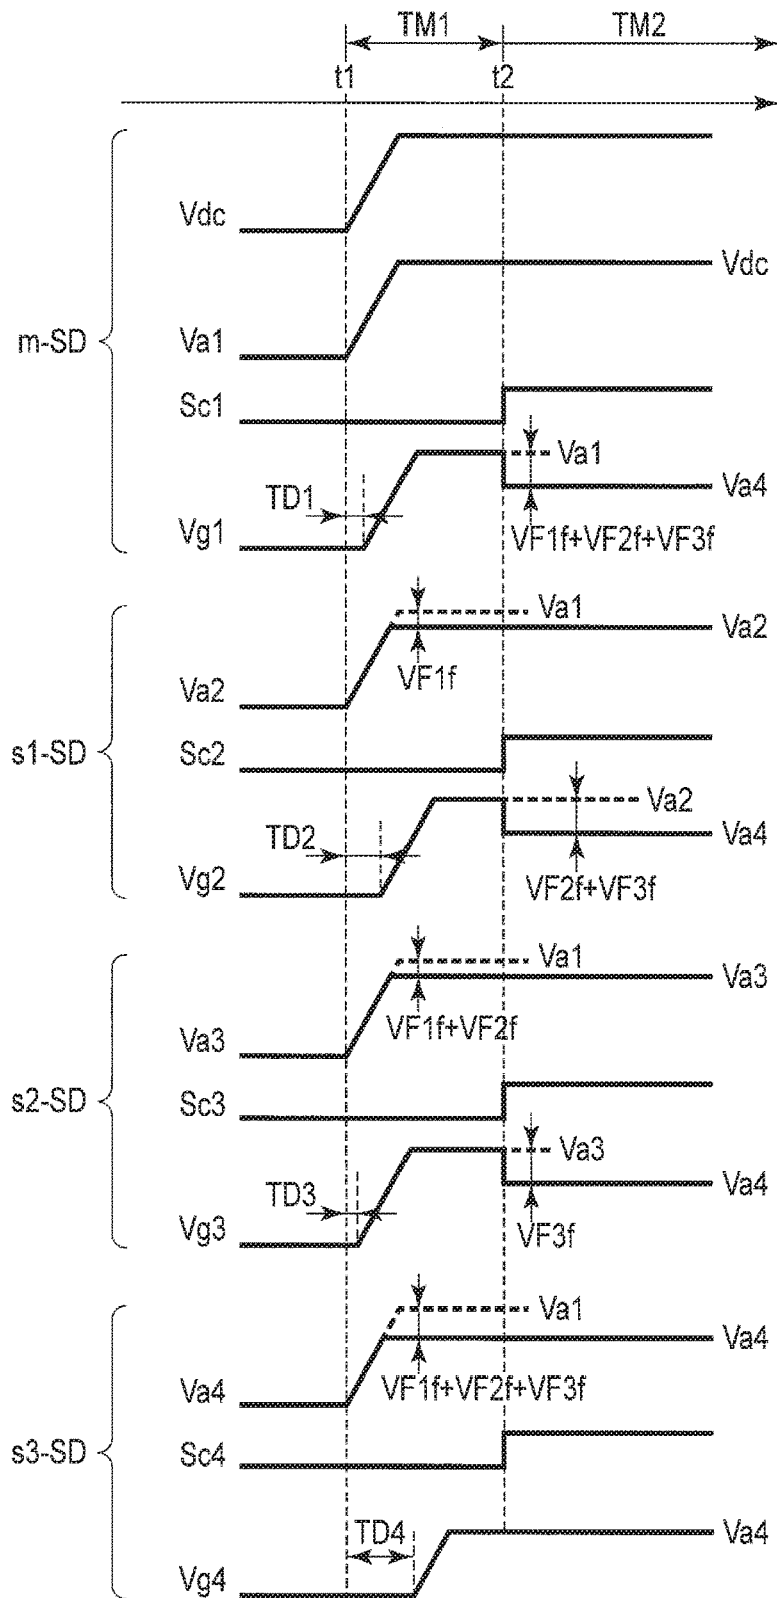 TM1
TM2
t1
t2
m-SD
Vdc
Vdc
Va1
Sc1
Va1
TD1
Va4
Vg1
VF1f+VF2f+VF3f
s1-SD
Va1
Va2
VF1f
Va2
Sc2
Va2
TD2
Va4
Vg2
VF2f+VF3f
s2-SD
Va1
Va3
VF1f+VF2f
Va3
Sc3
Va3
TD3
Va4
Vg3
VF3f
s3-SD
Va1
Va4
VF1f+VF2f+VF3f
Va4
Sc4
TD4
Va4
Vg4